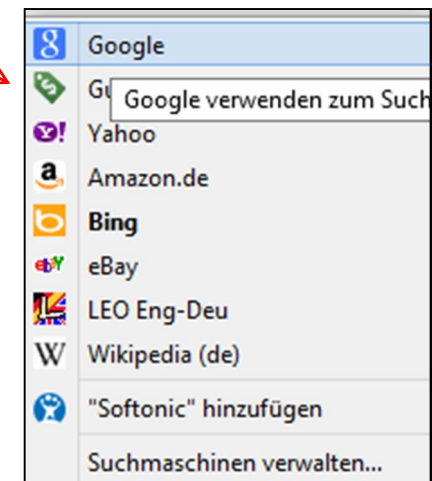 Google
Gu
Google verwenden zum Such
Yahoo
Amazon.de
Bing
eBay
LEO Eng-Deu
Wikipedia (de)
"Softonic" hinzufügen
Suchmaschinen verwalten...